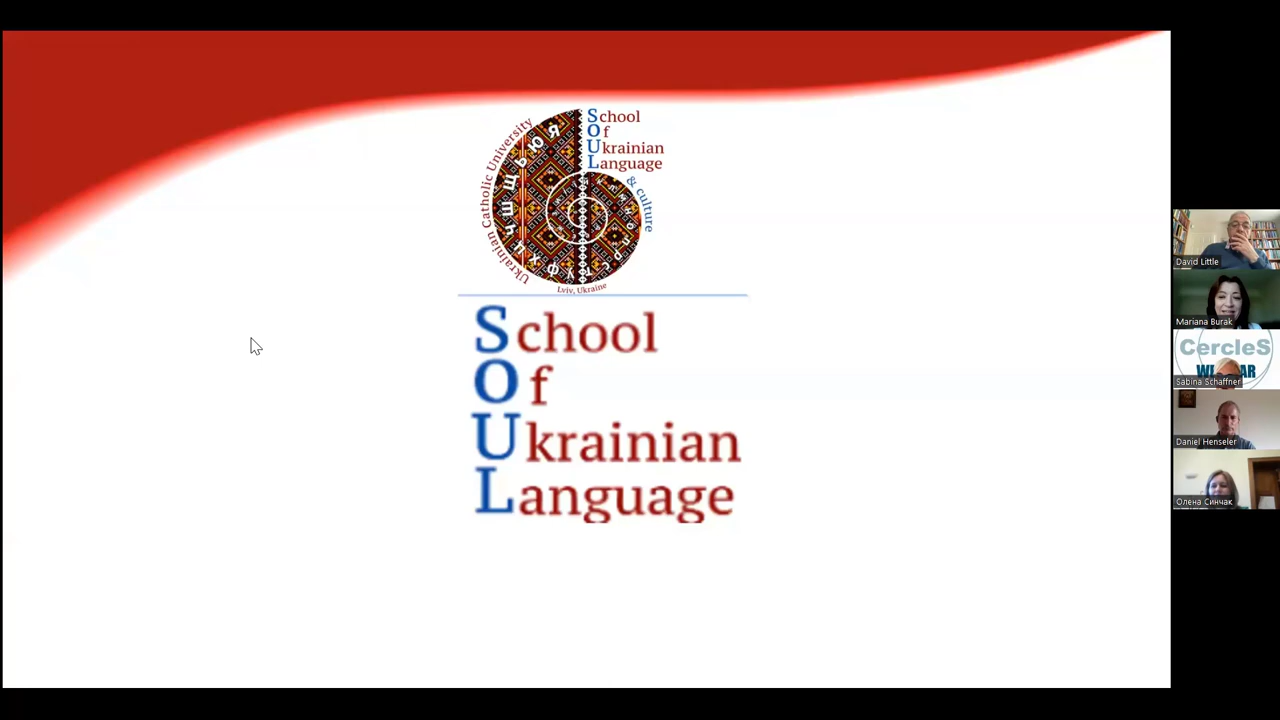 School
Of
Ukrainian
Language
& culture
Ukrainian Catholic University
Lviv, Ukraine
School
Of
Ukrainian
Language
David Little
Mariana Burak
CercleS
Sabina Schaffner
Daniel Henseler
Олена Синчак